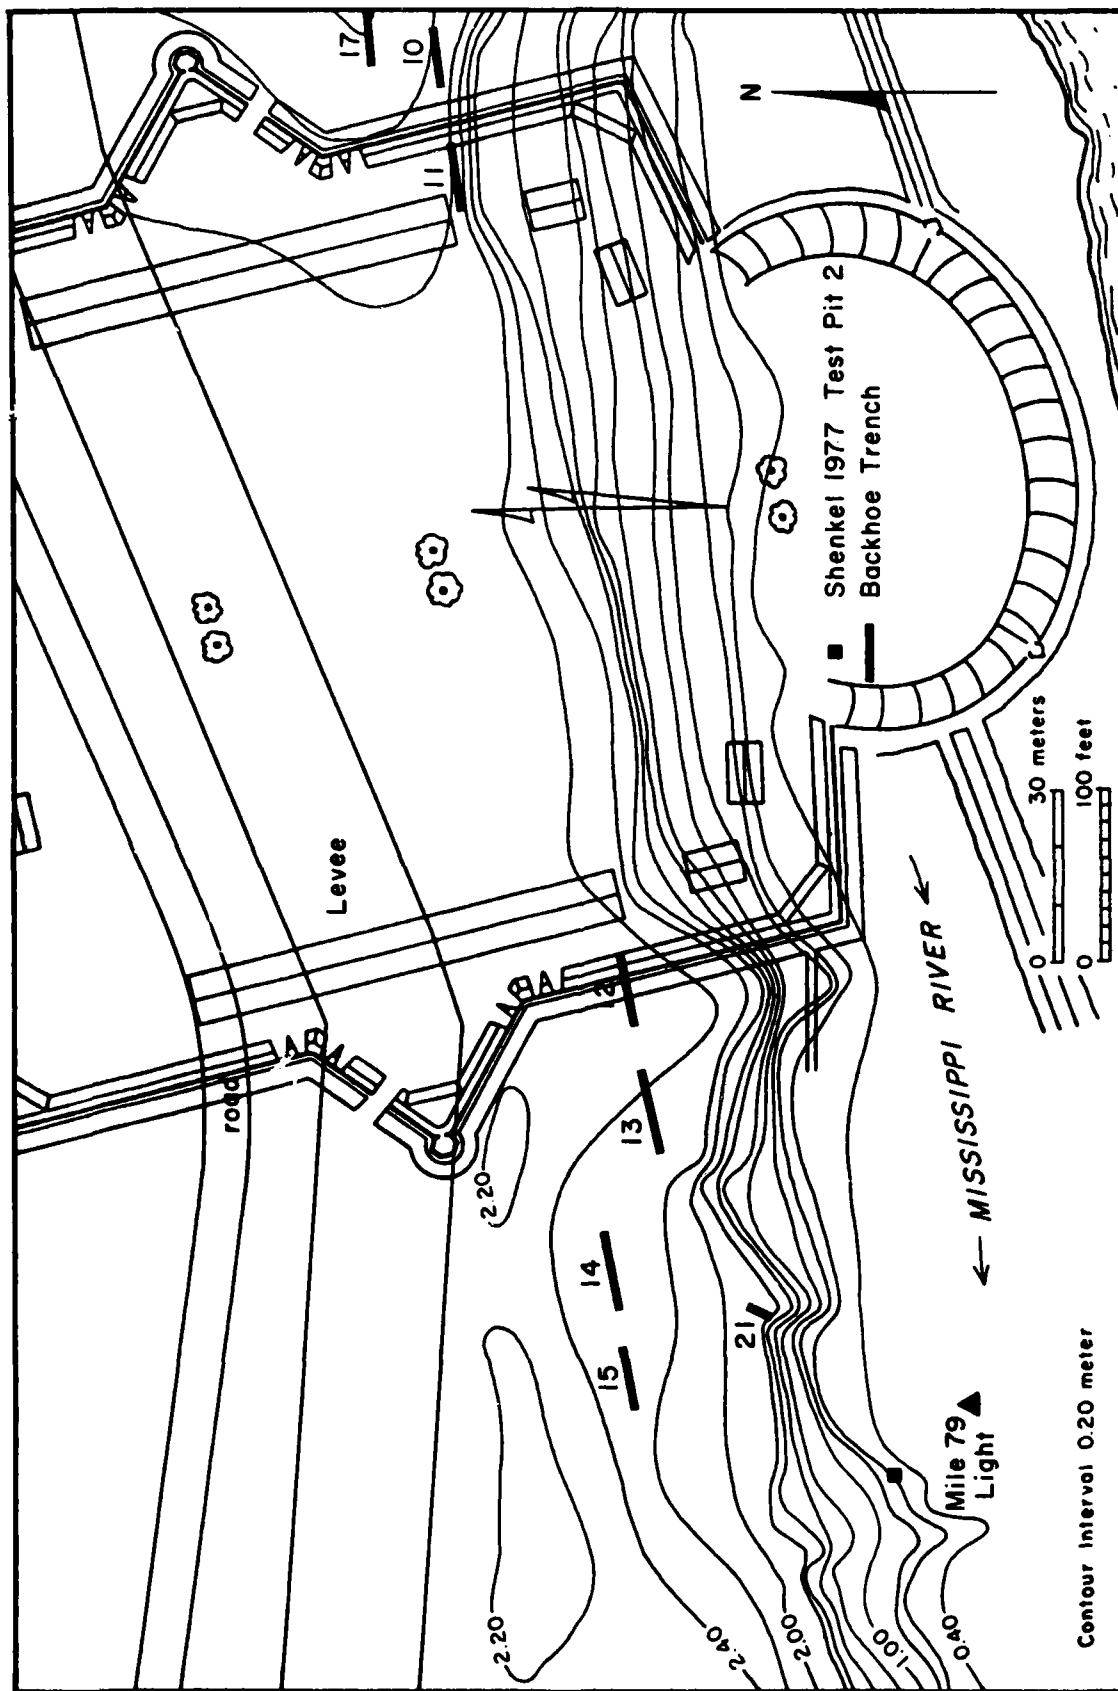 17
10
11
N
Levee
road
Shenkel 1977 Test Pit 2
Backhoe Trench
12
13
14
15
21
2.20
2.20
2.40
2.00
1.00
0.40
← MISSISSIPPI RIVER ←
Mile 79
Light
0 30 meters
0 100 feet
Contour Interval 0.20 meter